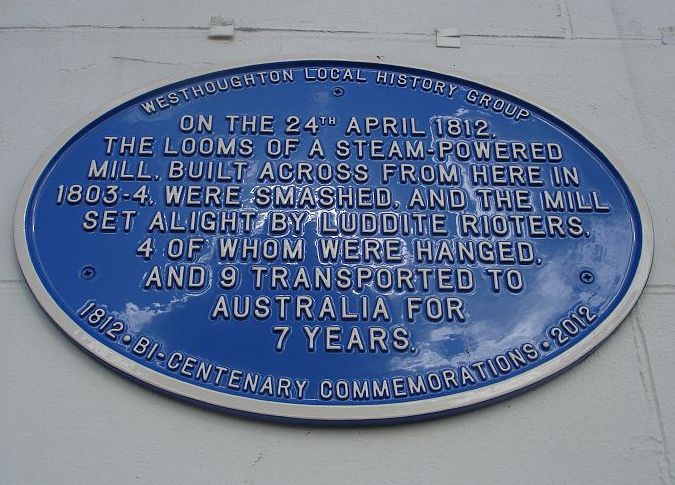 WESTHOUGHTON LOCAL HISTORY GROUP
ON THE 24TH APRIL 1812,
THE LOOMS OF A STEAM-POWERED
MILL, BUILT ACROSS FROM HERE IN
1803-4, WERE SMASHED, AND THE MILL
SET ALIGHT BY LUDDITE RIOTERS,
4 OF WHOM WERE HANGED,
AND 9 TRANSPORTED TO
AUSTRALIA FOR
7 YEARS.
1812 • BI-CENTENARY COMMEMORATIONS • 2012